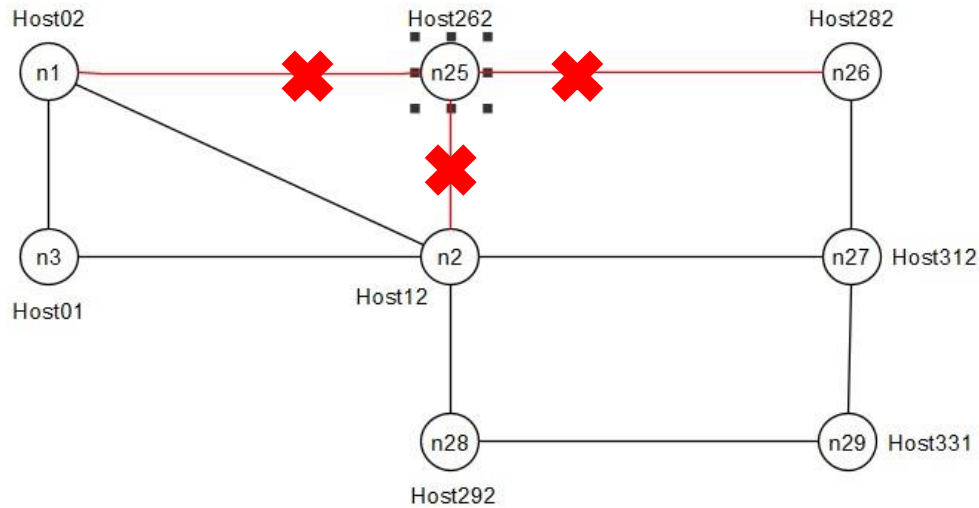 Host02
Host262
Host282
n1
n25
n26
n3
n2
n27
Host312
Host01
Host12
n28
n29
Host331
Host292